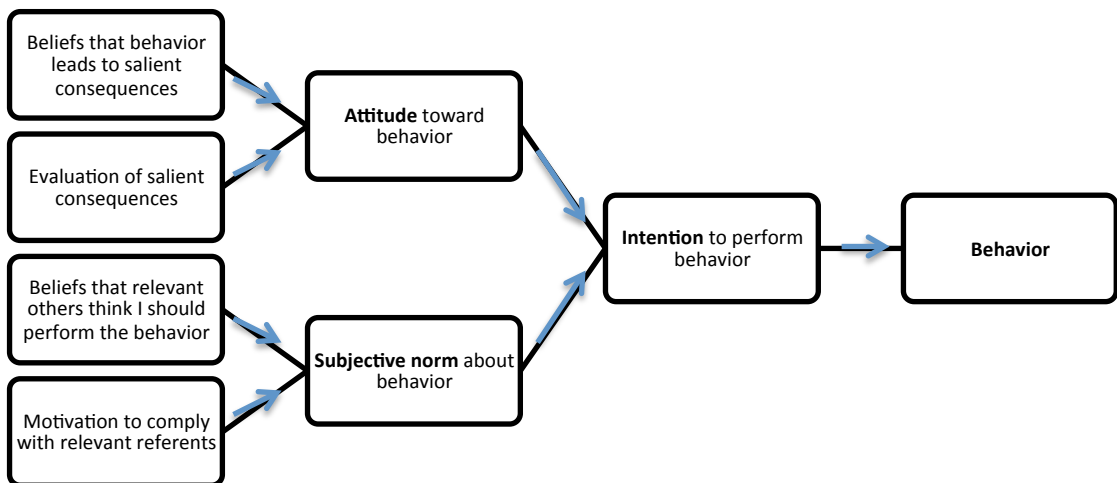 Beliefs that behavior
leads to salient
consequences
Evaluation of salient
consequences
Beliefs that relevant
others think I should
perform the behavior
Motivation to comply
with relevant referents
Attitude toward
behavior
Subjective norm about
behavior
Intention to perform
behavior
Behavior